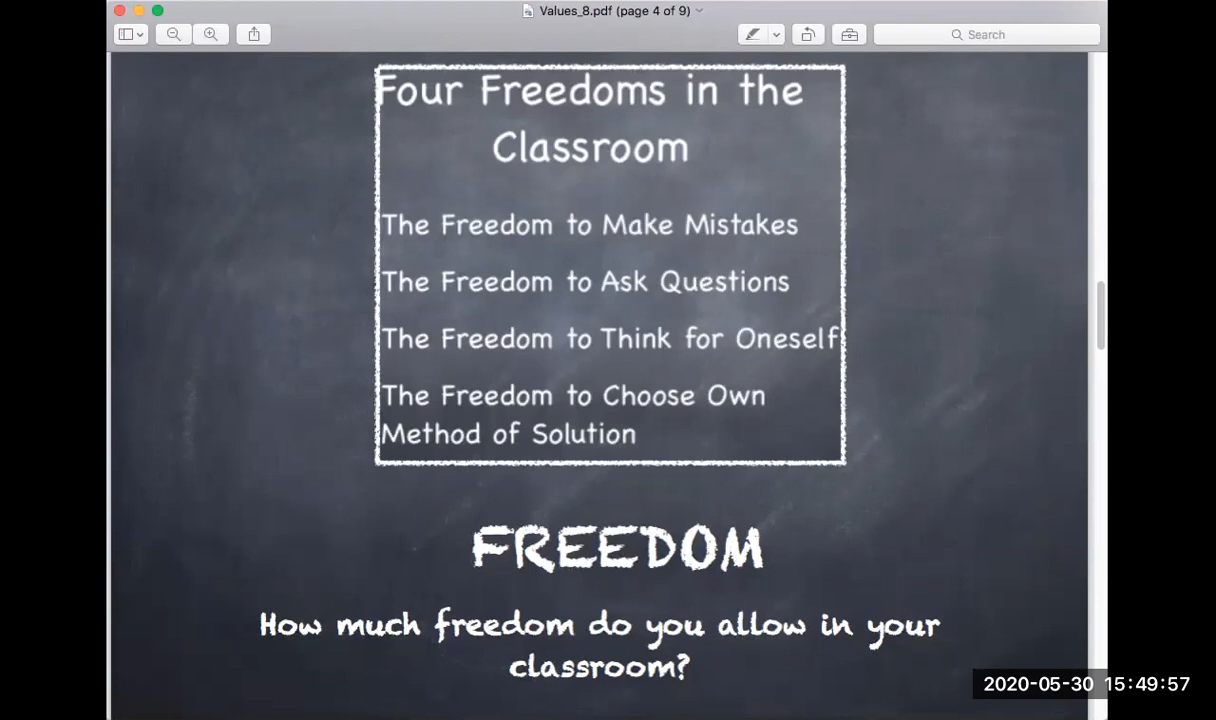 Values_8.pdf (page 4 of 9)
Search
Four Freedoms in the
Classroom
The Freedom to Make Mistakes
The Freedom to Ask Questions
The Freedom to Think for Oneself
The Freedom to Choose Own
Method of Solution
FREEDOM
How much freedom do you allow in your
classroom?
2020-05-30 15:49:57